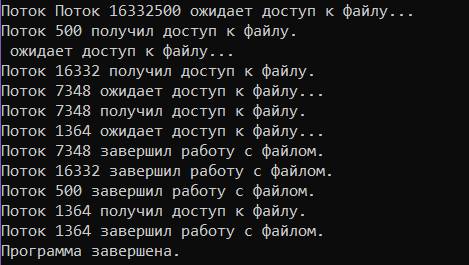 Поток Поток 16332500 ожидает доступ к файлу...
Поток 500 получил доступ к файлу.
ожидает доступ к файлу...
Поток 16332 получил доступ к файлу.
Поток 7348 ожидает доступ к файлу...
Поток 7348 получил доступ к файлу.
Поток 1364 ожидает доступ к файлу...
Поток 7348 завершил работу с файлом.
Поток 16332 завершил работу с файлом.
Поток 500 завершил работу с файлом.
Поток 1364 получил доступ к файлу.
Поток 1364 завершил работу с файлом.
Программа завершена.